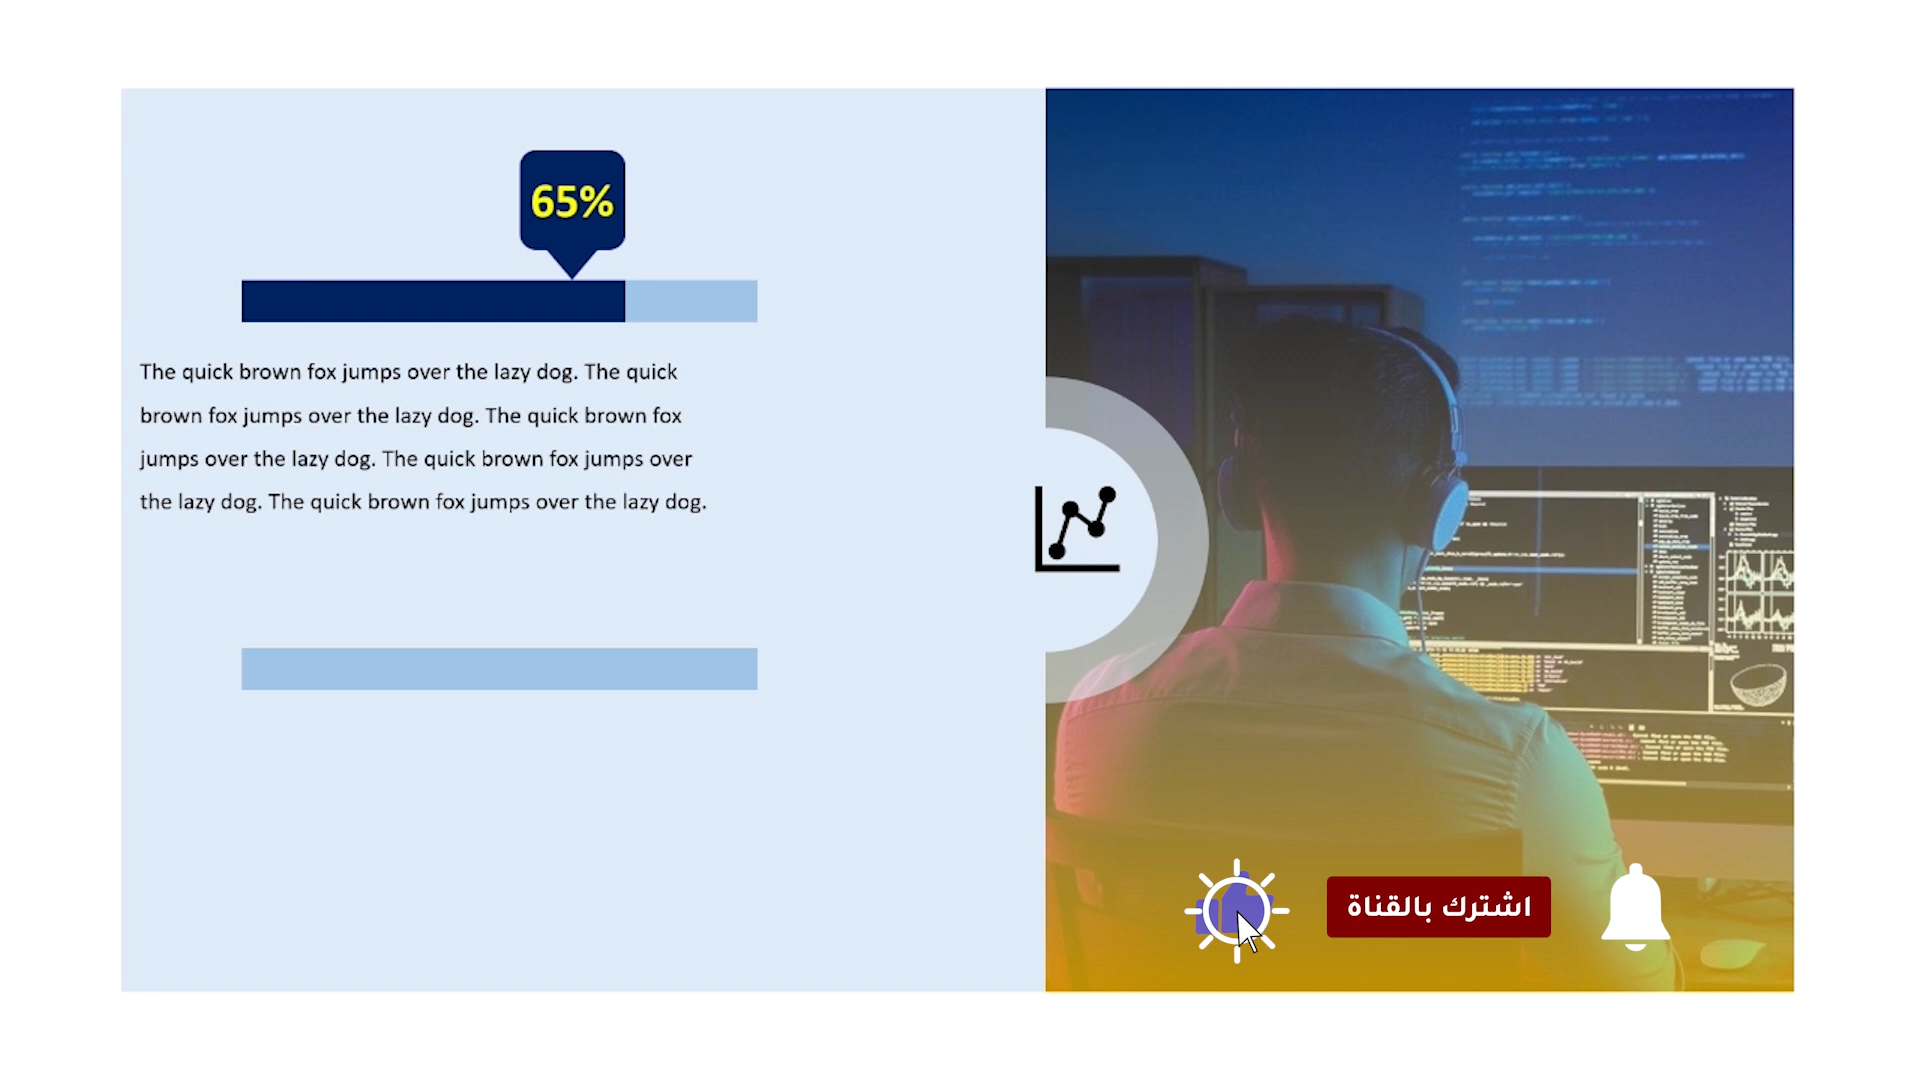 65%
The quick brown fox jumps over the lazy dog. The quick
brown fox jumps over the lazy dog. The quick brown fox
jumps over the lazy dog. The quick brown fox jumps over
the lazy dog. The quick brown fox jumps over the lazy dog.
اشترك بالقناة